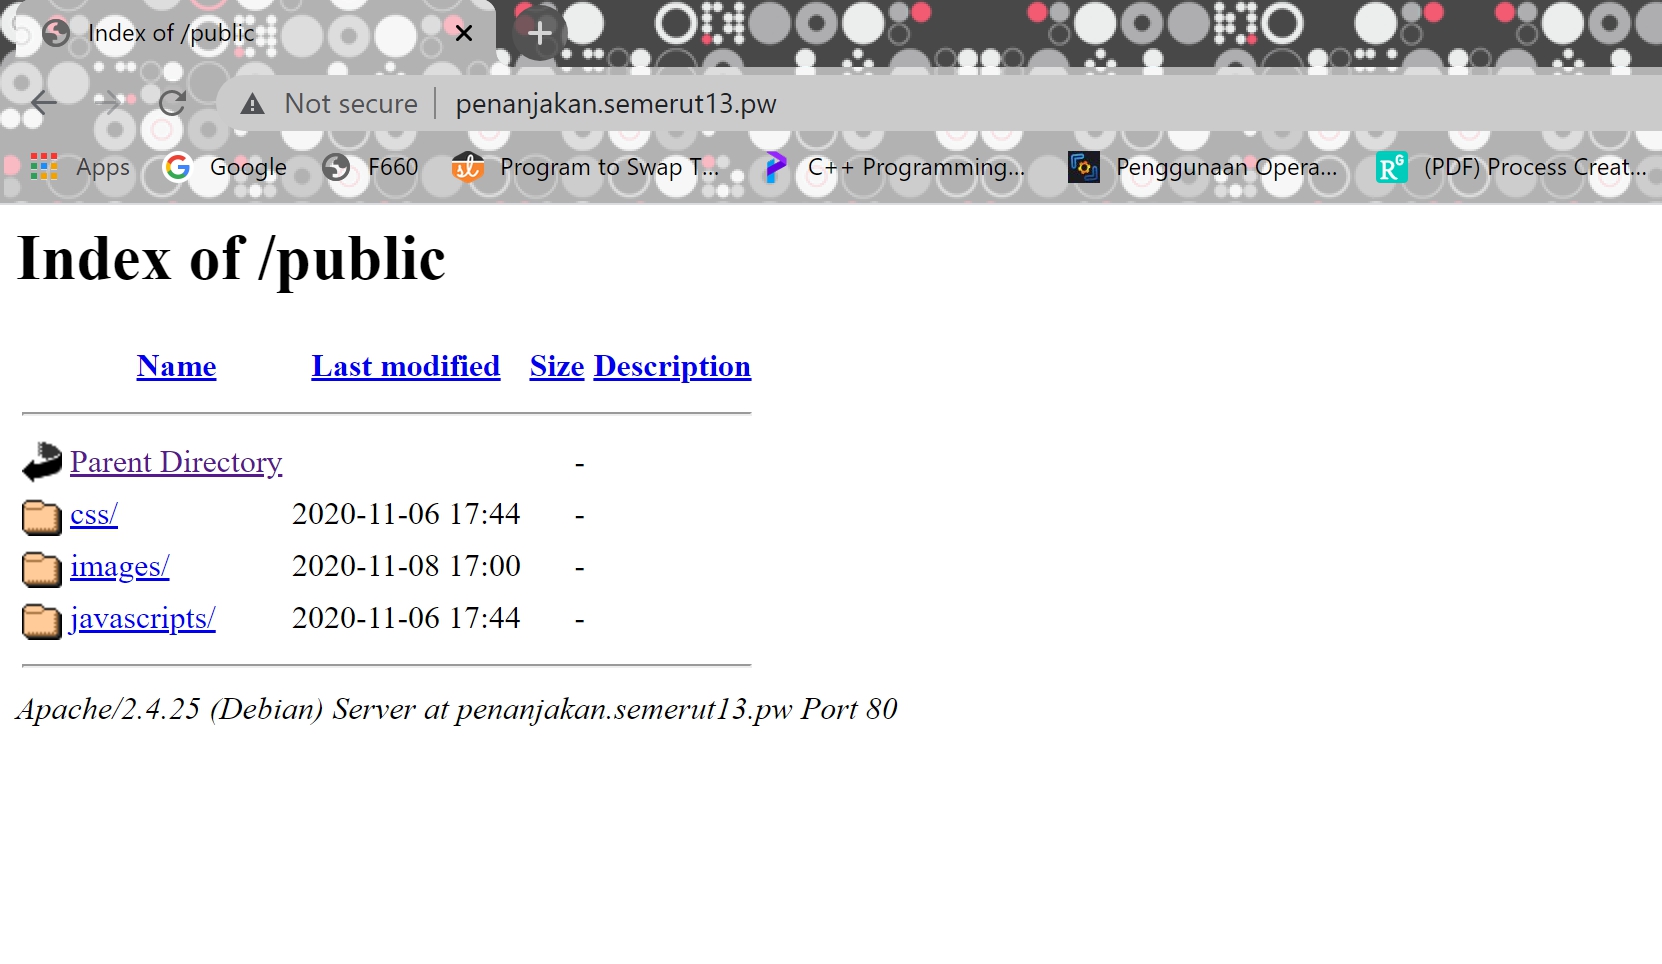 Index of /public
Not secure penanjakan.semerut13.pw
Apps Google F660 Program to Swap T... C++ Programming... Penggunaan Opera... (PDF) Process Creat...
Index of /public
Name Last modified Size Description
Parent Directory -
css/ 2020-11-06 17:44 -
images/ 2020-11-08 17:00 -
javascripts/ 2020-11-06 17:44 -
Apache/2.4.25 (Debian) Server at penanjakan.semerut13.pw Port 80